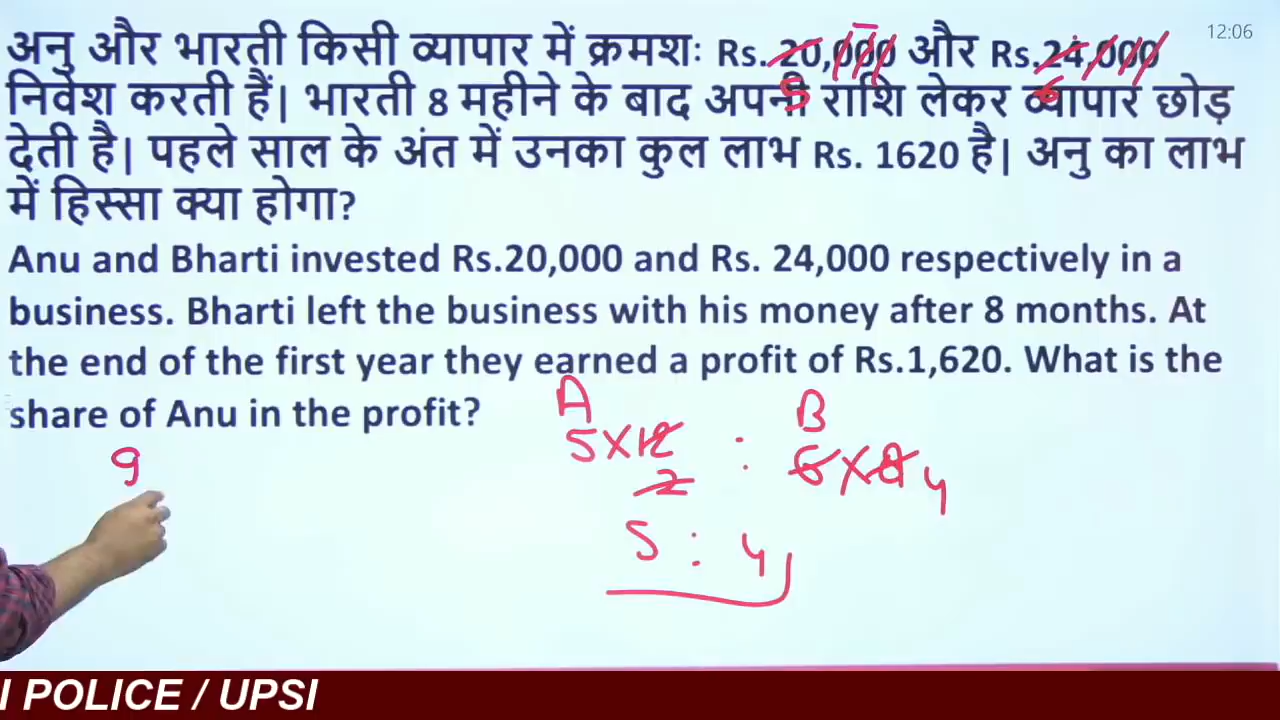 12:06
अनु और भारती किसी व्यापार में क्रमशः Rs. 20,000 और Rs.24,000
5 6
निवेश करती हैं| भारती 8 महीने के बाद अपनी राशि लेकर व्यापार छोड़
देती है| पहले साल के अंत में उनका कुल लाभ Rs. 1620 है| अनु का लाभ
में हिस्सा क्या होगा?
Anu and Bharti invested Rs.20,000 and Rs. 24,000 respectively in a
business. Bharti left the business with his money after 8 months. At
the end of the first year they earned a profit of Rs.1,620. What is the
share of Anu in the profit?
A B
5×12 : 6×8 4
2
5 : 4
9
I POLICE / UPSI